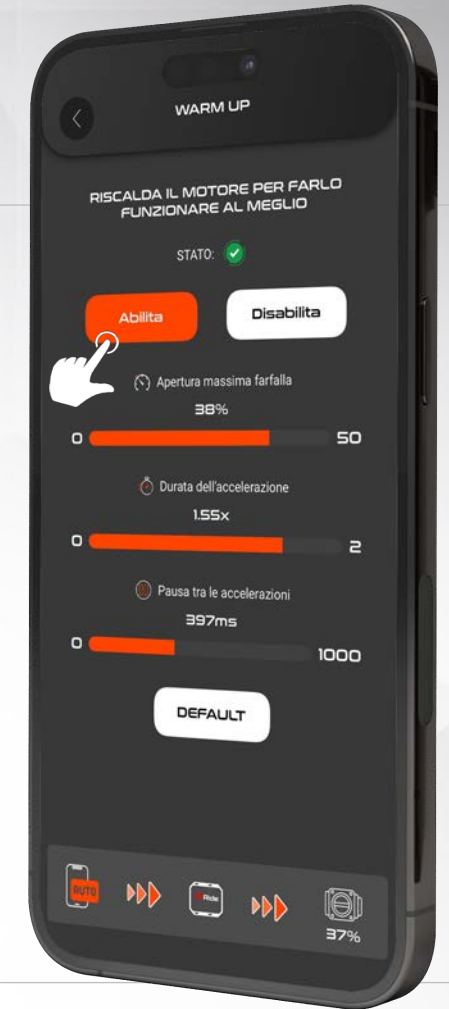 WARM UP
RISCALDA IL MOTORE PER FARLO
FUNZIONARE AL MEGLIO
STATO:
Abilita
Disabilita
Apertura massima farfalla
38%
0
50
Durata dell'accelerazione
1.55x
0
2
Pausa tra le accelerazioni
397ms
0
1000
DEFAULT
AUTO
Ride
37%